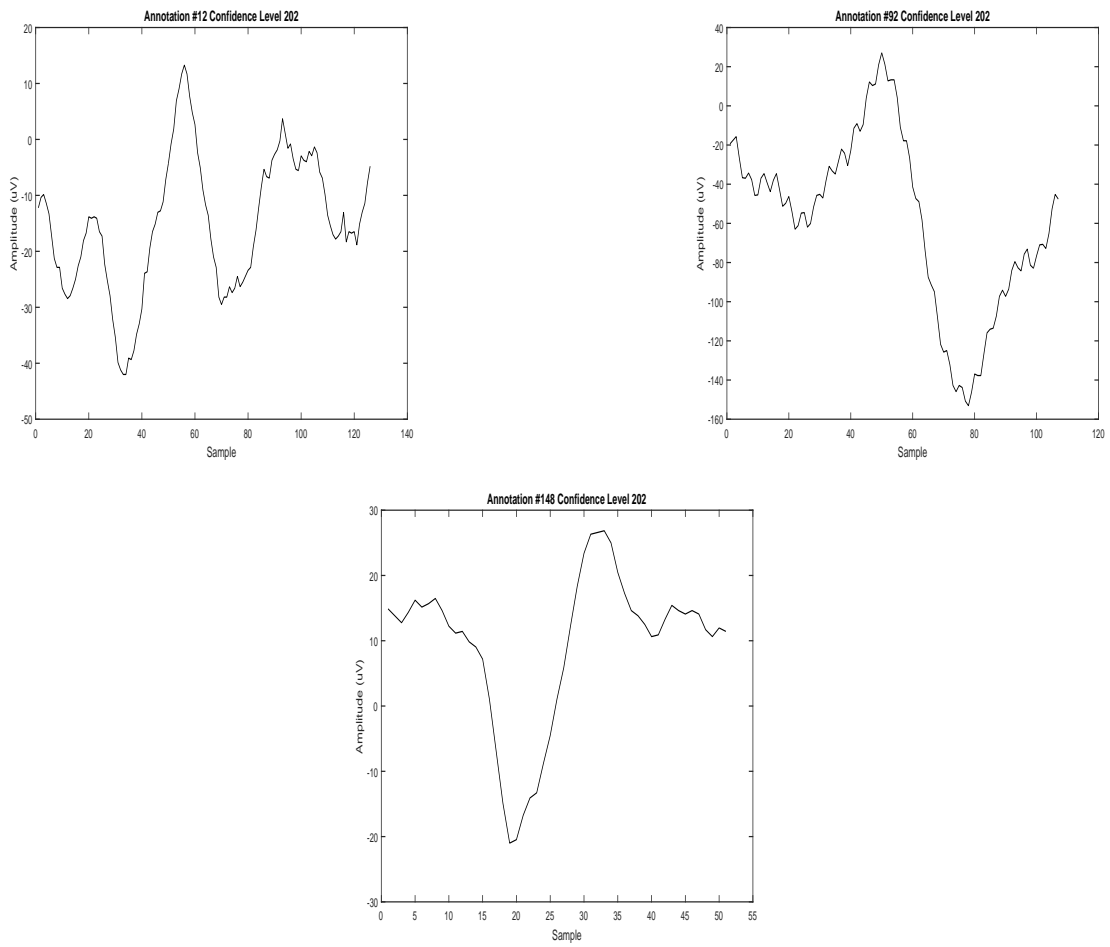 Annotation #12 Confidence Level 202
20
10
0
-10
-20
-30
-40
-50
Amplitude (uV)
0 20 40 60 80 100 120 140
Sample
Annotation #92 Confidence Level 202
40
20
0
-20
-40
-60
-80
-100
-120
-140
-160
Amplitude (uV)
0 20 40 60 80 100 120
Sample
Annotation #148 Confidence Level 202
30
20
10
0
-10
-20
-30
Amplitude (uV)
0 5 10 15 20 25 30 35 40 45 50 55
Sample